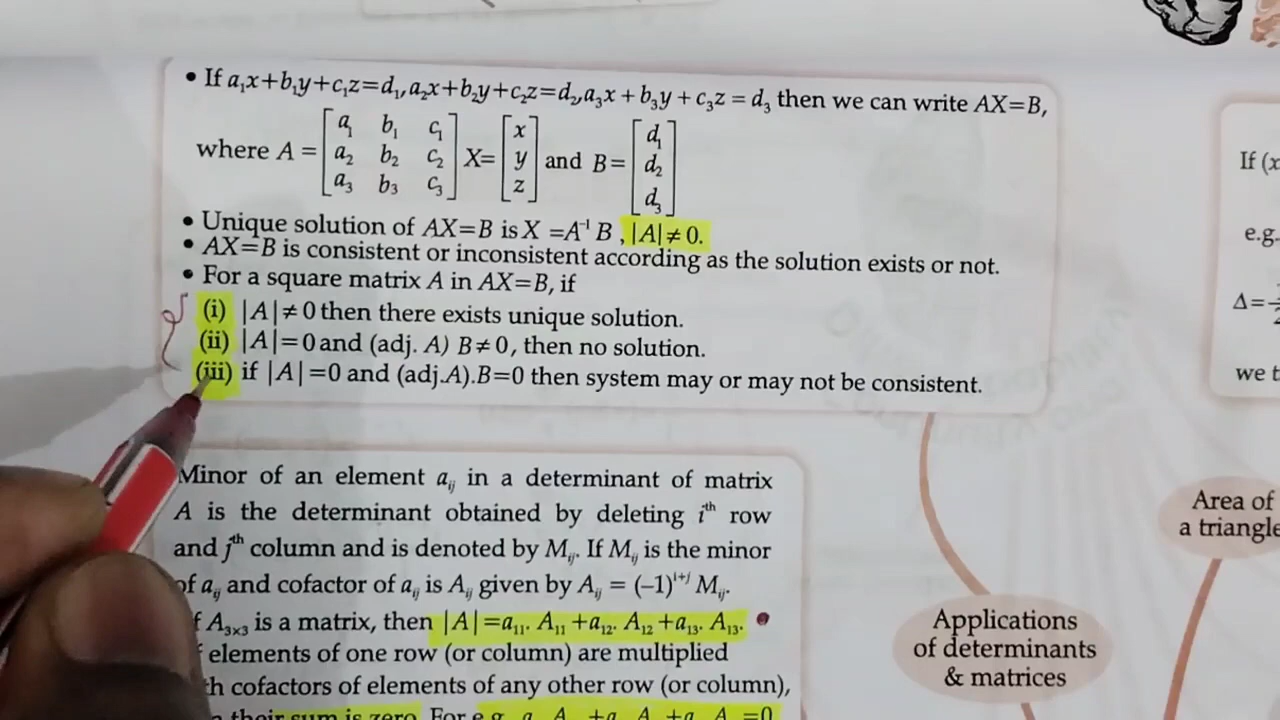 • If a₁x+b₁y+c₁z=d₁,a₂x+b₂y+c₂z=d₂,a₃x + b₃y + c₃z = d₃ then we can write AX=B,
where A = [a₁ b₁ c₁; a₂ b₂ c₂; a₃ b₃ c₃] X= [x; y; z] and B= [d₁; d₂; d₃]
• Unique solution of AX=B is X =A⁻¹ B , |A|≠0.
• AX=B is consistent or inconsistent according as the solution exists or not.
• For a square matrix A in AX=B, if
(i) |A|≠0 then there exists unique solution.
(ii) |A|=0 and (adj. A) B≠0, then no solution.
(iii) if |A|=0 and (adj.A).B=0 then system may or may not be consistent.
Minor of an element aᵢⱼ in a determinant of matrix
A is the determinant obtained by deleting iᵗʰ row
and jᵗʰ column and is denoted by Mᵢⱼ. If Mᵢⱼ is the minor
of aᵢⱼ and cofactor of aᵢⱼ is Aᵢⱼ given by Aᵢⱼ = (–1)ⁱ⁺ʲ Mᵢⱼ.
A₃ₓ₃ is a matrix, then |A|=a₁₁. A₁₁ +a₁₂. A₁₂ +a₁₃. A₁₃.
elements of one row (or column) are multiplied
cofactors of elements of any other row (or column),
their sum is zero. For e.g.
If (x
e.g.
Δ=
we t
Area of
a triangle
Applications
of determinants
& matrices